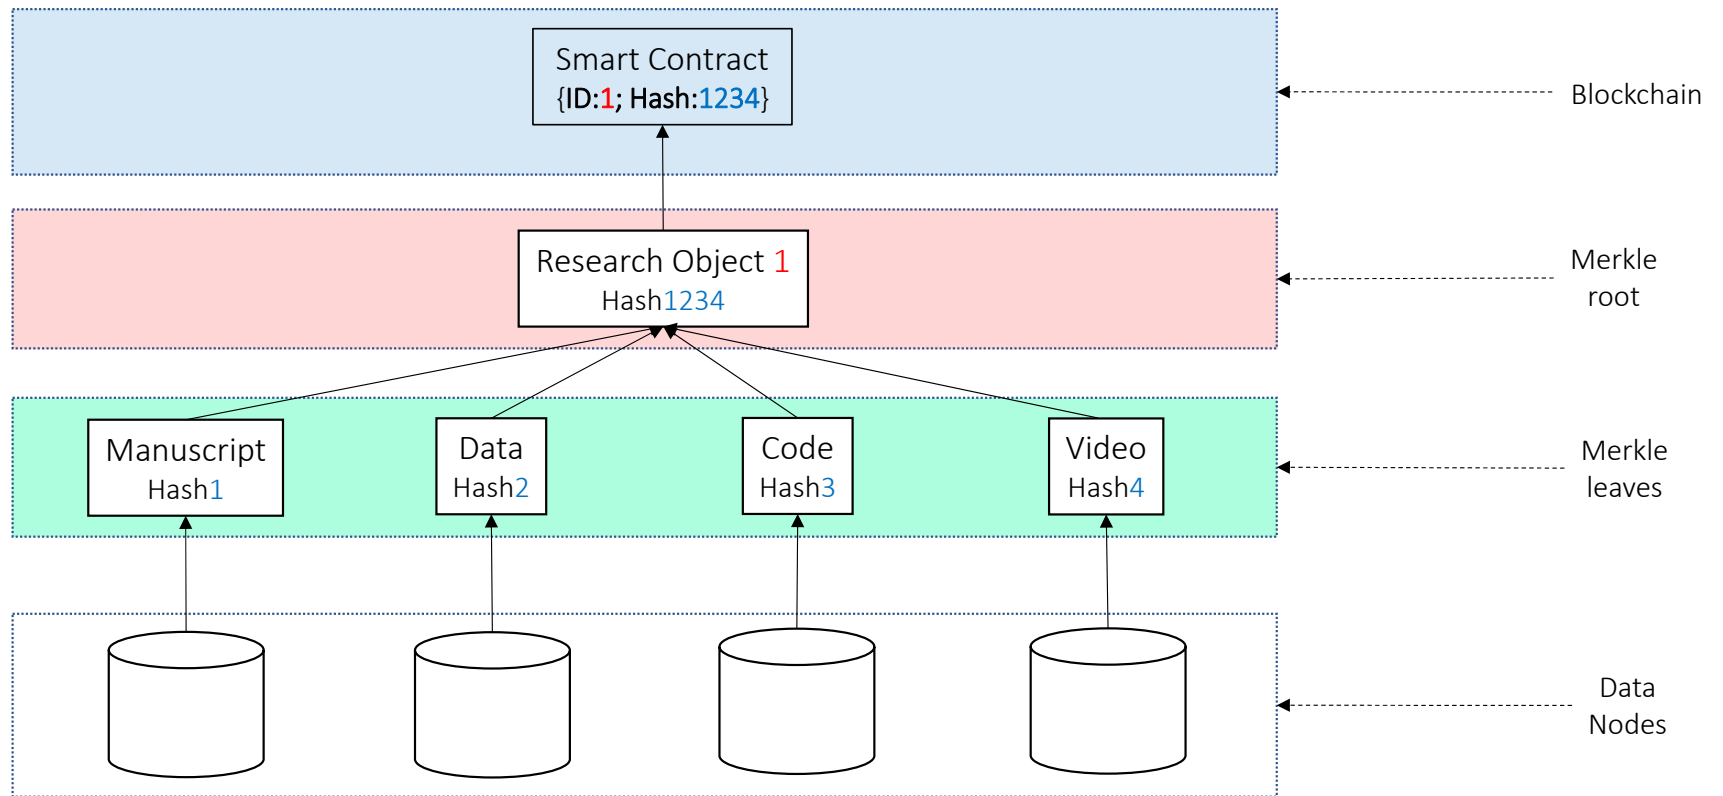 Smart Contract
{ID:1; Hash:1234}
Blockchain
Research Object 1
Hash1234
Merkle
root
Manuscript
Hash1
Data
Hash2
Code
Hash3
Video
Hash4
Merkle
leaves
Data
Nodes